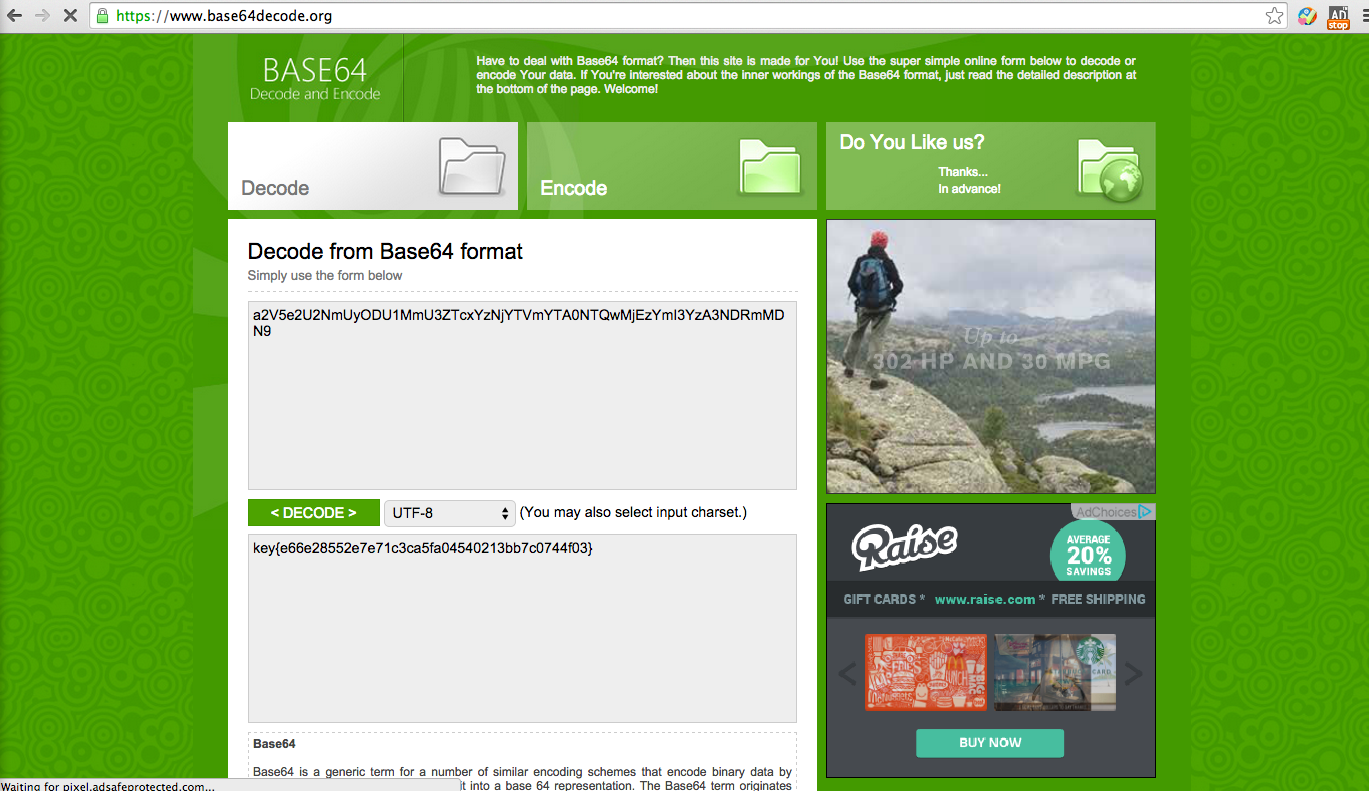 https://www.base64decode.org
AD
stop
BASE64
Decode and Encode
Have to deal with Base64 format? Then this site is made for You! Use the super simple online form below to decode or
encode Your data. If You're interested about the inner workings of the Base64 format, just read the detailed description at
the bottom of the page. Welcome!
Decode
Encode
Do You Like us?
Thanks...
In advance!
Decode from Base64 format
Simply use the form below
a2V5e2U2NmUyODU1MmU3ZTcxYzNjYTVmYTA0NTQwMjEzYmI3YzA3NDRmMD
N9
< DECODE >
UTF-8
(You may also select input charset.)
key{e66e28552e7e71c3ca5fa04540213bb7c0744f03}
Base64
Base64 is a generic term for a number of similar encoding schemes that encode binary data by
it into a base 64 representation. The Base64 term originates
Waiting for pixel.adsafeprotected.com...
Up to
302 HP AND 30 MPG
AdChoices
Raise
AVERAGE
20%
SAVINGS
GIFT CARDS * www.raise.com * FREE SHIPPING
BUY NOW